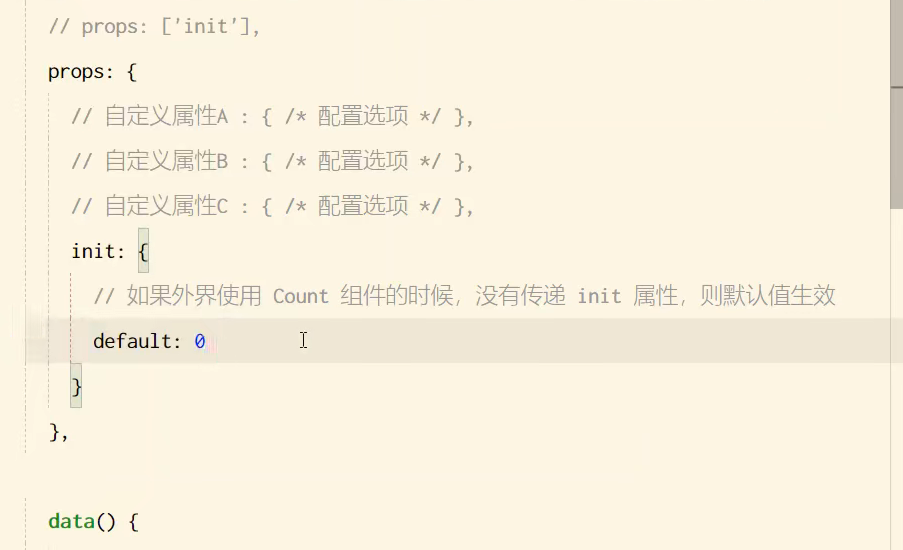 // props: ['init'],
props: {
// 自定义属性A : { /* 配置选项 */ },
// 自定义属性B : { /* 配置选项 */ },
// 自定义属性C : { /* 配置选项 */ },
init: {
// 如果外界使用 Count 组件的时候，没有传递 init 属性，则默认值生效
default: 0
}
},
data() {